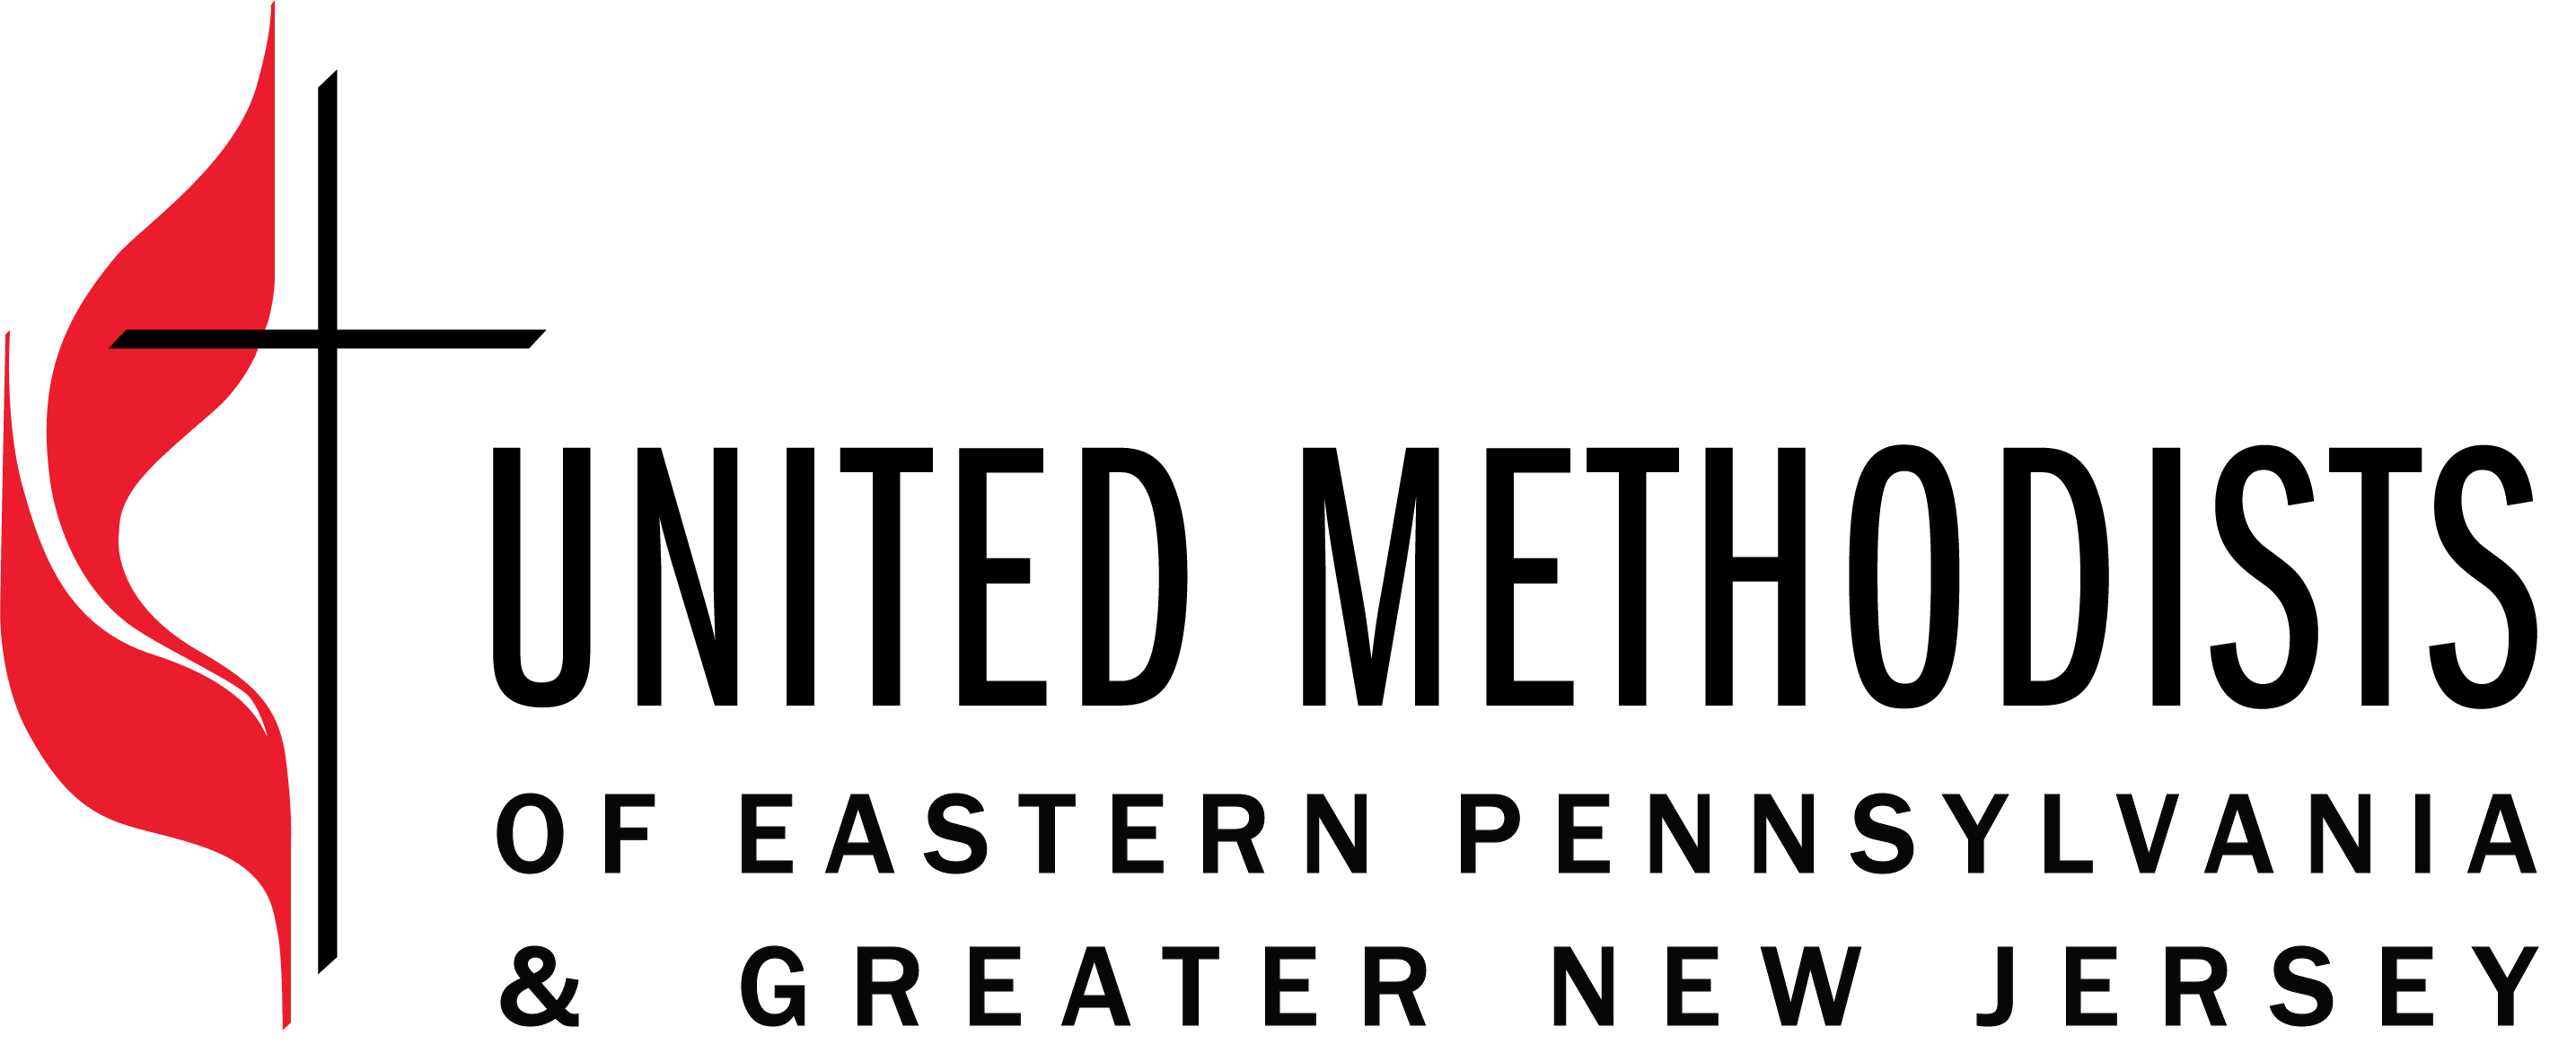 UNITED METHODISTS
OF EASTERN PENNSYLVANIA
& GREATER NEW JERSEY